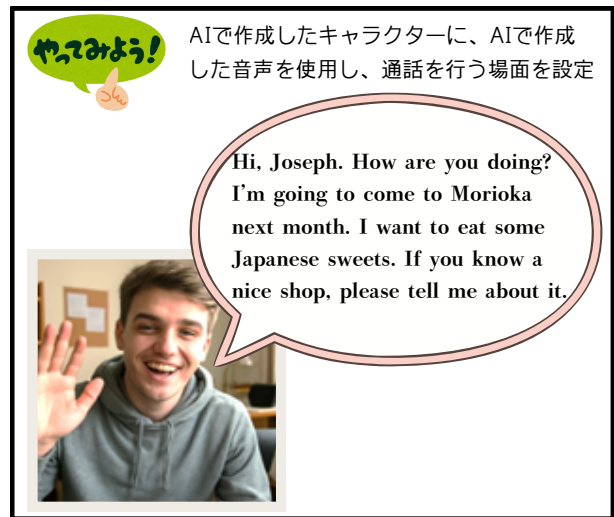 やってみよう!
AIで作成したキャラクターに、AIで作成
した音声を使用し、通話を行う場面を設定
Hi, Joseph. How are you doing?
I'm going to come to Morioka
next month. I want to eat some
Japanese sweets. If you know a
nice shop, please tell me about it.